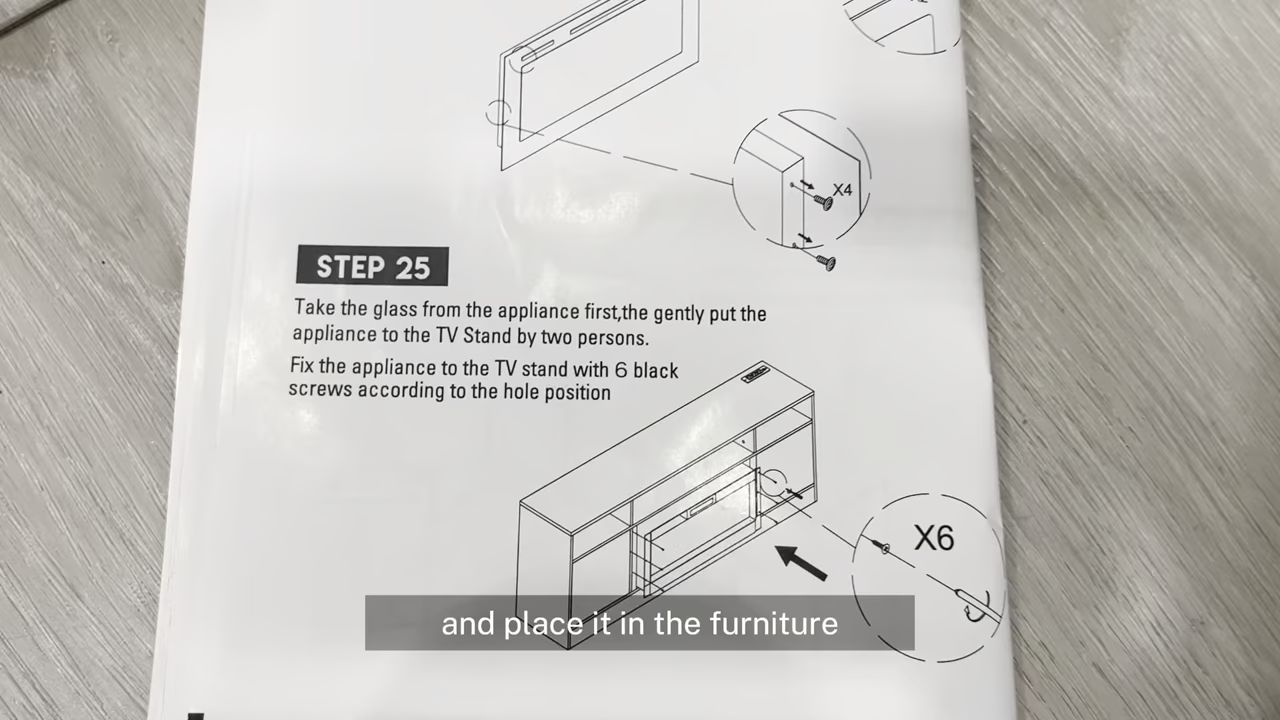 X4
STEP 25
Take the glass from the appliance first,the gently put the
appliance to the TV Stand by two persons.
Fix the appliance to the TV stand with 6 black
screws according to the hole position
X6
and place it in the furniture